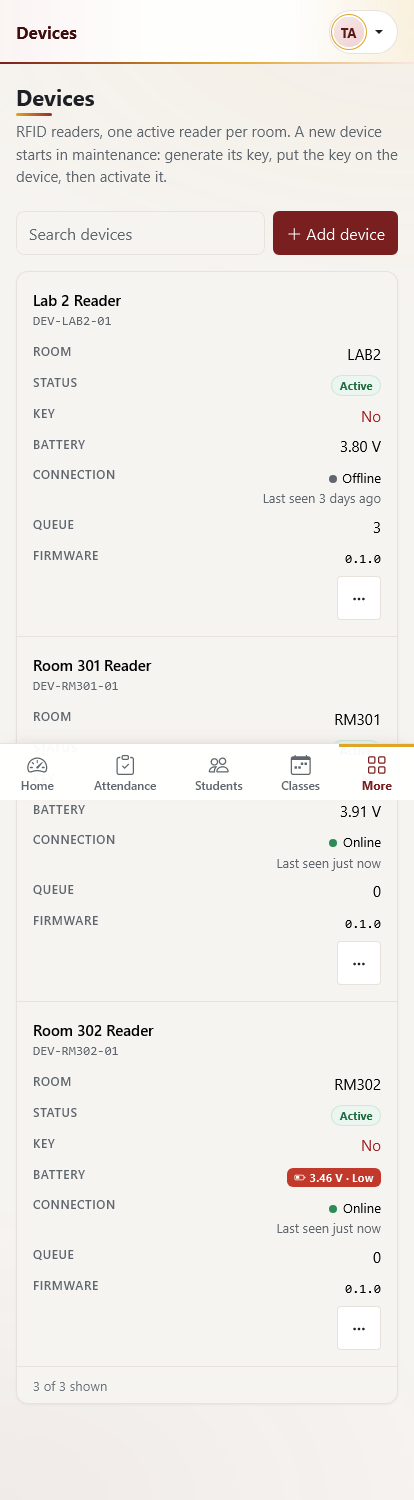 Devices
TA
Devices
RFID readers, one active reader per room. A new device
starts in maintenance: generate its key, put the key on the
device, then activate it.
Search devices
+ Add device
Lab 2 Reader
DEV-LAB2-01
ROOM LAB2
STATUS Active
KEY No
BATTERY 3.80 V
CONNECTION Offline
Last seen 3 days ago
QUEUE 3
FIRMWARE 0.1.0
...
Room 301 Reader
DEV-RM301-01
ROOM RM301
STATUS
Home Attendance Students Classes More
BATTERY 3.91 V
CONNECTION Online
Last seen just now
QUEUE 0
FIRMWARE 0.1.0
...
Room 302 Reader
DEV-RM302-01
ROOM RM302
STATUS Active
KEY No
BATTERY 3.46 V · Low
CONNECTION Online
Last seen just now
QUEUE 0
FIRMWARE 0.1.0
...
3 of 3 shown